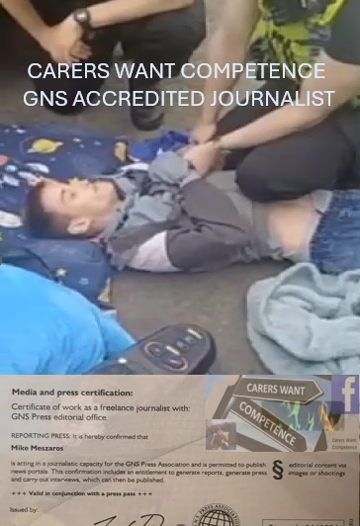 CARERS WANT COMPETENCE
GNS ACCREDITED JOURNALIST
Media and press certification:
Certificate of work as a freelance journalist with:
GNS Press editorial office
REPORTING PRESS: It is hereby confirmed that
Mike Meszaros
is acting in a journalistic capacity for the GNS Press Association and is permitted to publish
news portals. This confirmation includes an entitlement to generate reports, generate press
and carry out interviews, which can then be published.
§
editorial content via
images or shootings
+++ Valid in conjunction with a press pass +++
Issued by:
CARERS WANT
COMPETENCE
f
Carers Want
Competence